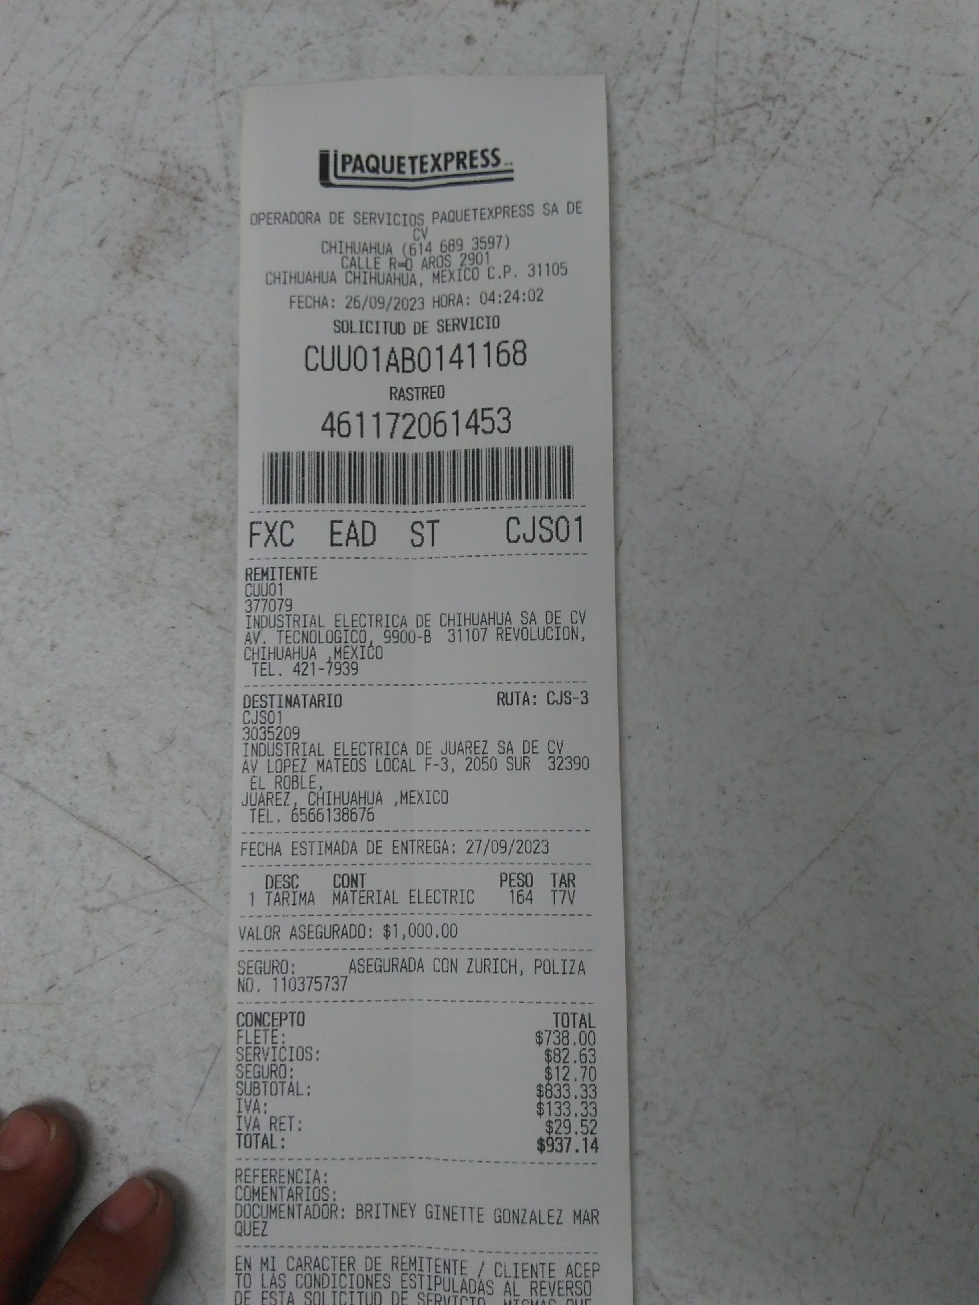 PAQUETEXPRESS
OPERADORA DE SERVICIOS PAQUETEXPRESS SA DE
CV
CHIHUAHUA (614 689 3597)
CALLE R=O AROS 2901
CHIHUAHUA CHIHUAHUA, MEXICO C.P. 31105
FECHA: 26/09/2023 HORA: 04:24:02
SOLICITUD DE SERVICIO
CUU01AB0141168
RASTREO
461172061453
FXC EAD ST CJS01
REMITENTE
CUU01
377079
INDUSTRIAL ELECTRICA DE CHIHUAHUA SA DE CV
AV. TECNOLOGICO, 9900-B 31107 REVOLUCION,
CHIHUAHUA ,MEXICO
TEL. 421-7939
DESTINATARIO RUTA: CJS-3
CJS01
3035209
INDUSTRIAL ELECTRICA DE JUAREZ SA DE CV
AV LOPEZ MATEOS LOCAL F-3, 2050 SUR 32390
EL ROBLE,
JUAREZ, CHIHUAHUA ,MEXICO
TEL. 6566138676
FECHA ESTIMADA DE ENTREGA: 27/09/2023
DESC CONT PESO TAR
1 TARIMA MATERIAL ELECTRIC 164 T7V
VALOR ASEGURADO: $1,000.00
SEGURO: ASEGURADA CON ZURICH, POLIZA
NO. 110375737
CONCEPTO TOTAL
FLETE: $738.00
SERVICIOS: $82.63
SEGURO: $12.70
SUBTOTAL: $833.33
IVA: $133.33
IVA RET: $29.52
TOTAL: $937.14
REFERENCIA:
COMENTARIOS:
DOCUMENTADOR: BRITNEY GINETTE GONZALEZ MAR
QUEZ
EN MI CARACTER DE REMITENTE / CLIENTE ACEP
TO LAS CONDICIONES ESTIPULADAS AL REVERSO
DE ESTA SOLICITUD DE SERVICIO, MISMAS QUE